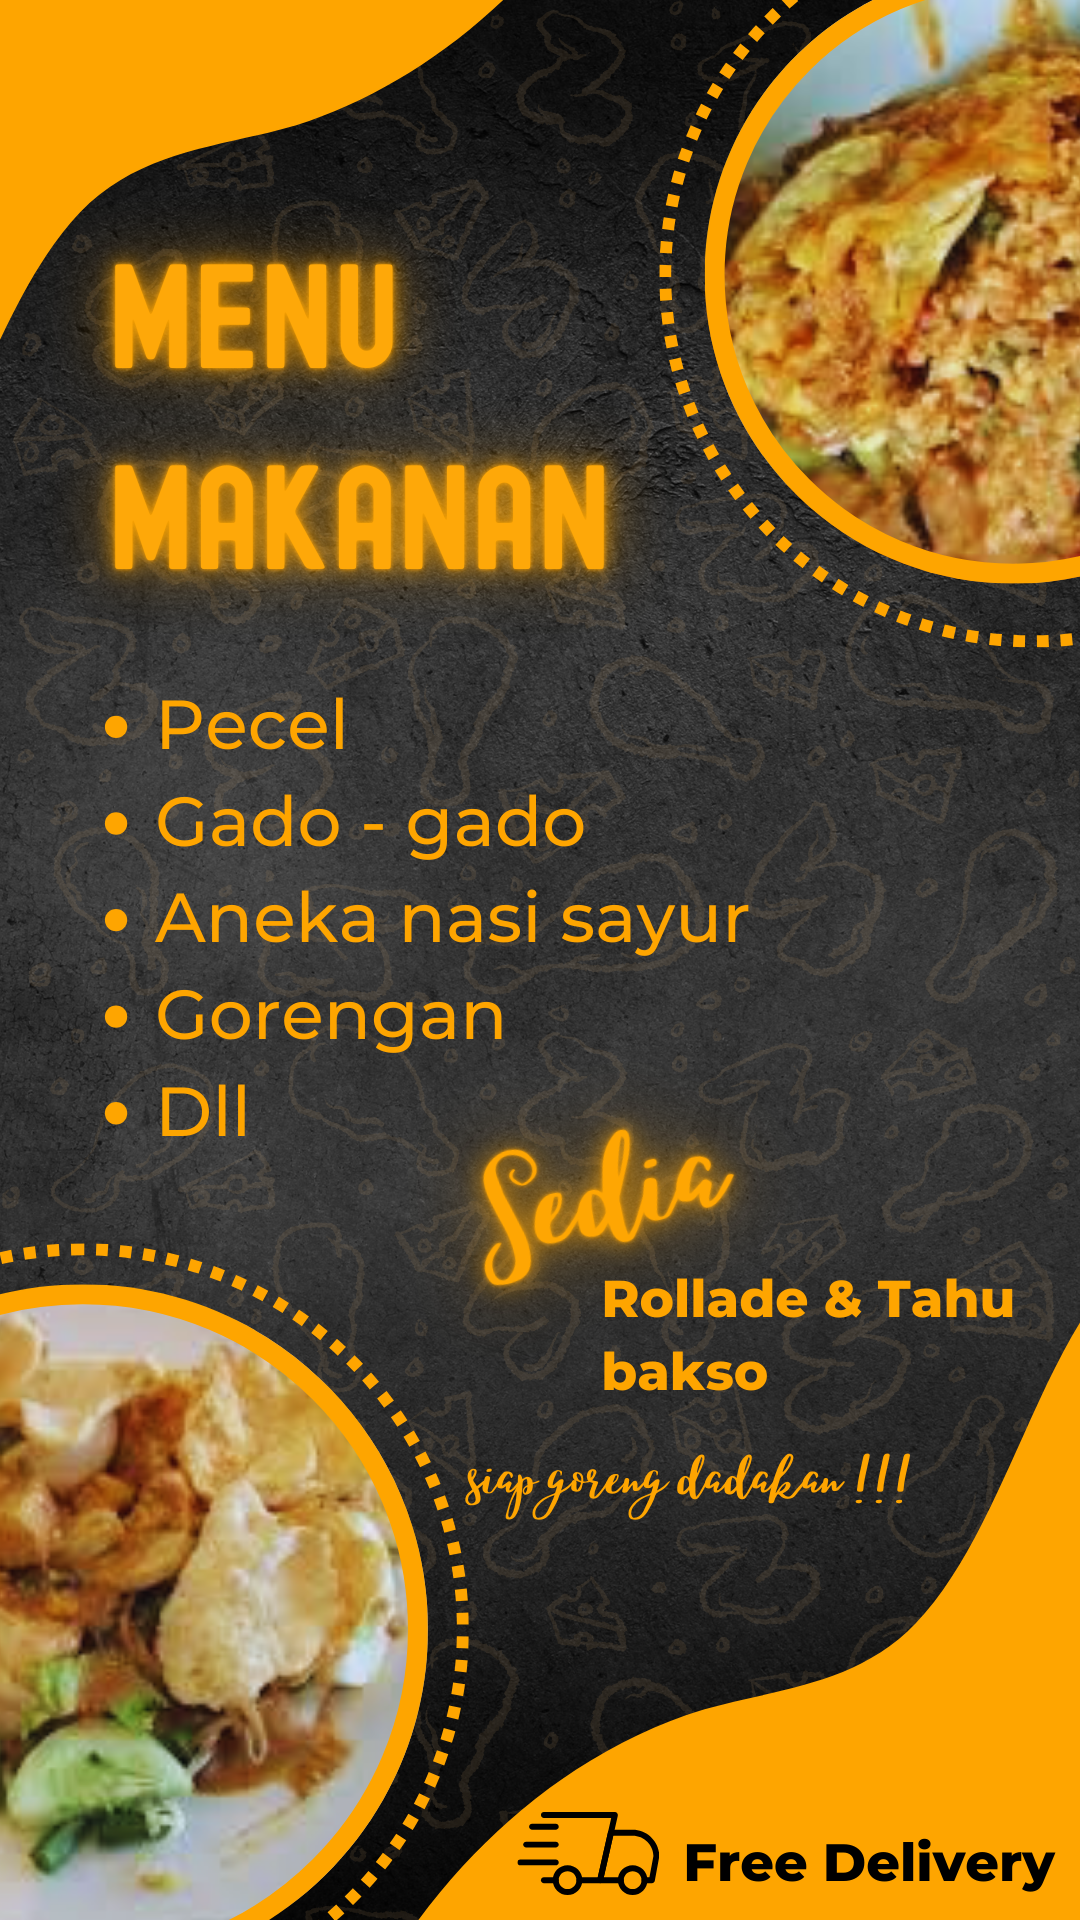 MENU
MAKANAN
Pecel
Gado - gado
Aneka nasi sayur
Gorengan
Dll
Sedia
Rollade & Tahu
bakso
siap goreng dadakan !!!
Free Delivery